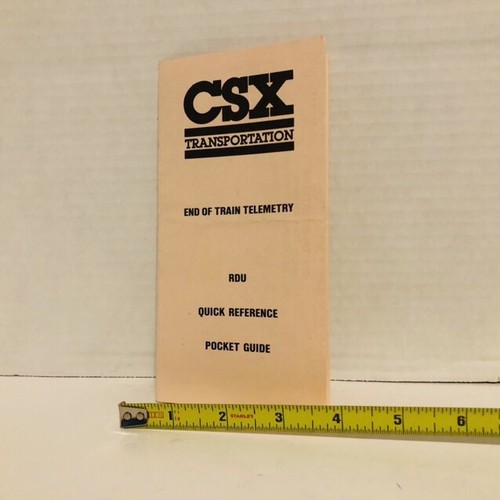 CSX
TRANSPORTATION
END OF TRAIN TELEMETRY
RDU
QUICK REFERENCE
POCKET GUIDE
1 2 STANLEY 3 4 5 6